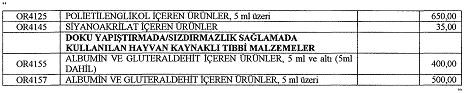 "
OR4125 POLİETİLENGLİKOL İÇEREN ÜRÜNLER, 5 ml üzeri 650,00
OR4145 SİYANOAKRİLAT İÇEREN ÜRÜNLER 35,00
DOKU YAPIŞTIRMADA/SIZDIRMAZLIK SAĞLAMADA
KULLANILAN HAYVAN KAYNAKLI TIBBİ MALZEMELER
OR4155 ALBUMİN VE GLUTERALDEHİT İÇEREN ÜRÜNLER, 5 ml ve altı (5ml DAHİL) 400,00
OR4157 ALBUMİN VE GLUTERALDEHİT İÇEREN ÜRÜNLER, 5 ml üzeri 500,00
"